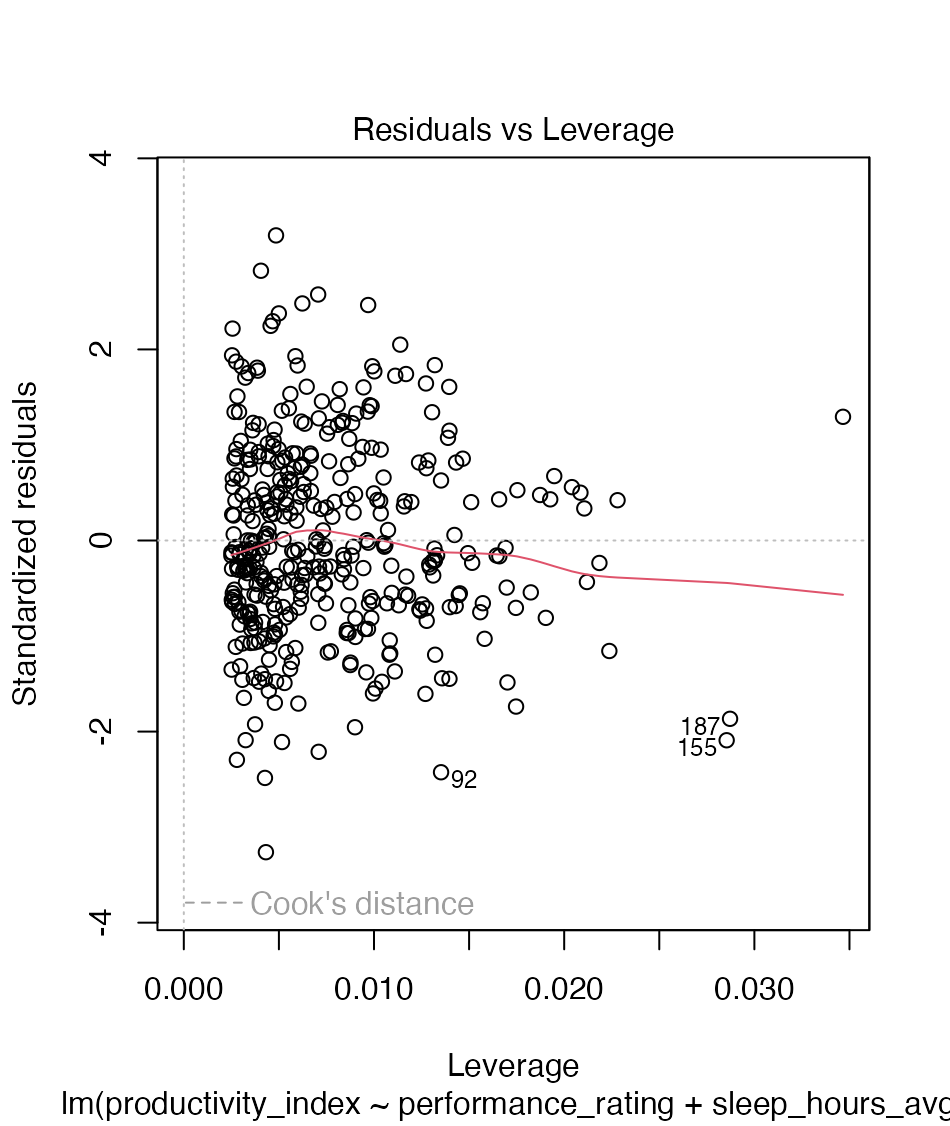 Residuals vs Leverage
4
2
0
-2
-4
Standardized residuals
187
155
92
Cook's distance
0.000 0.010 0.020 0.030
Leverage
lm(productivity_index ~ performance_rating + sleep_hours_avg